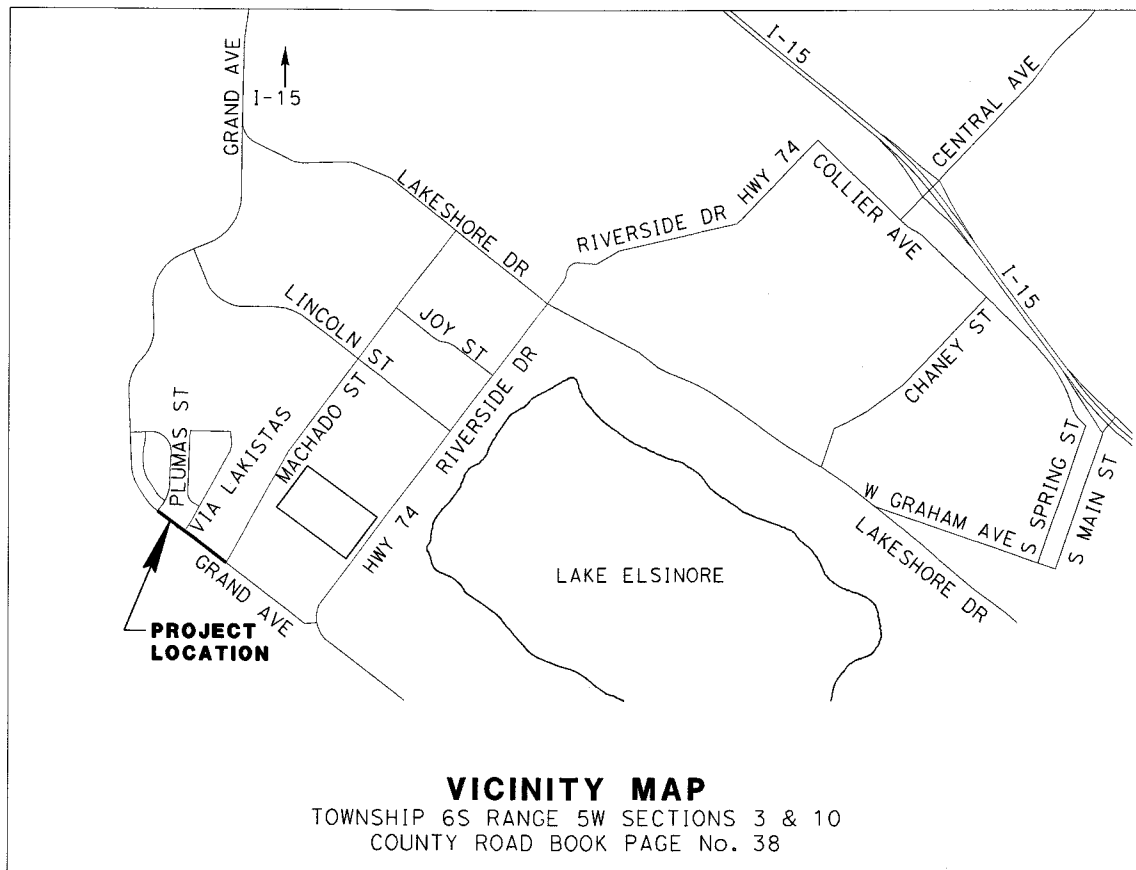 GRAND AVE
I-15
I-15
CENTRAL AVE
HWY 74
COLLIER AVE
RIVERSIDE DR
LAKESHORE DR
I-15
LINCOLN ST
JOY ST
CHANEY ST
RIVERSIDE DR
MACHADO ST
PLUMAS ST
VIA LAKISTAS
HWY 74
W GRAHAM AVE
S SPRING ST
S MAIN ST
LAKESHORE DR
GRAND AVE
LAKE ELSINORE
PROJECT
LOCATION
VICINITY MAP
TOWNSHIP 6S RANGE 5W SECTIONS 3 & 10
COUNTY ROAD BOOK PAGE No. 38